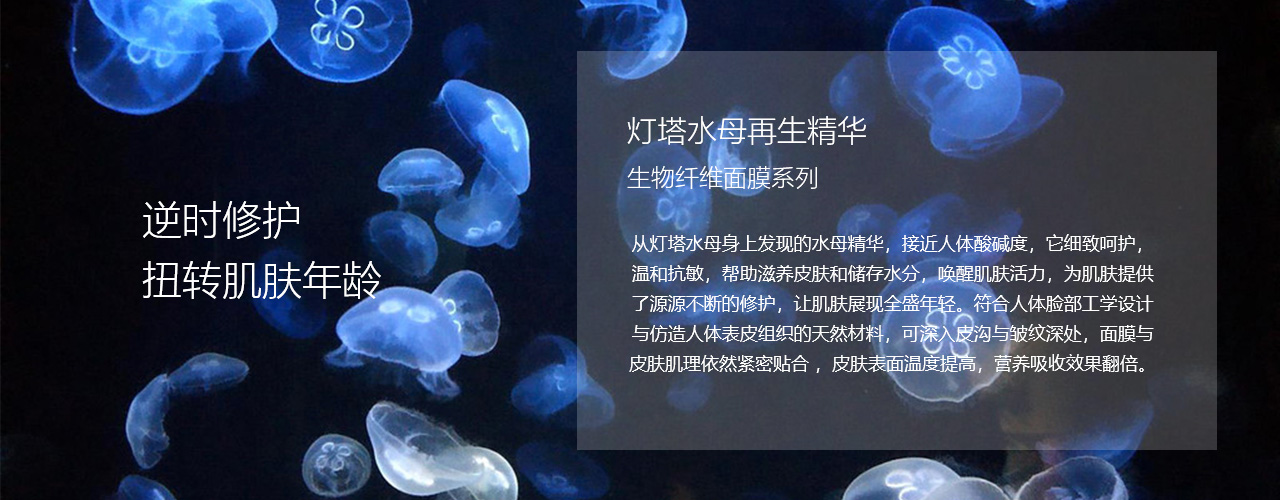 逆时修护
扭转肌肤年龄
灯塔水母再生精华
生物纤维面膜系列
从灯塔水母身上发现的水母精华，接近人体酸碱度，它细致呵护，
温和抗敏，帮助滋养皮肤和储存水分，唤醒肌肤活力，为肌肤提供
了源源不断的修护，让肌肤展现全盛年轻。符合人体脸部工学设计
与仿造人体表皮组织的天然材料，可深入皮沟与皱纹深处，面膜与
皮肤肌理依然紧密贴合 ，皮肤表面温度提高，营养吸收效果翻倍。